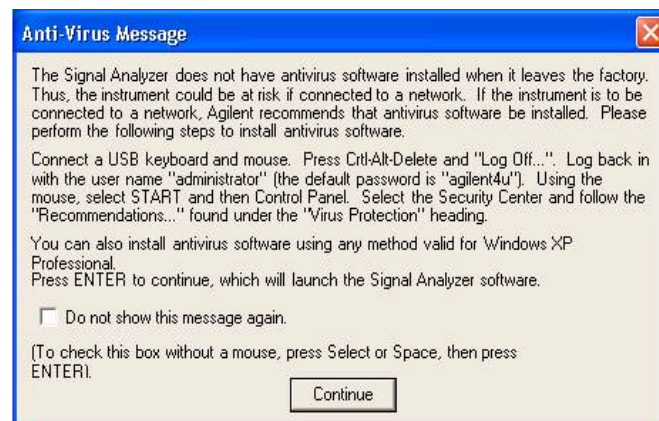 Anti-Virus Message
The Signal Analyzer does not have antivirus software installed when it leaves the factory.
Thus, the instrument could be at risk if connected to a network. If the instrument is to be
connected to a network, Agilent recommends that antivirus software be installed. Please
perform the following steps to install antivirus software.
Connect a USB keyboard and mouse. Press Crtl-Alt-Delete and "Log Off...". Log back in
with the user name "administrator" (the default password is "agilent4u"). Using the
mouse, select START and then Control Panel. Select the Security Center and follow the
"Recommendations..." found under the "Virus Protection" heading.
You can also install antivirus software using any method valid for Windows XP
Professional.
Press ENTER to continue, which will launch the Signal Analyzer software.
Do not show this message again.
(To check this box without a mouse, press Select or Space, then press
ENTER).
Continue